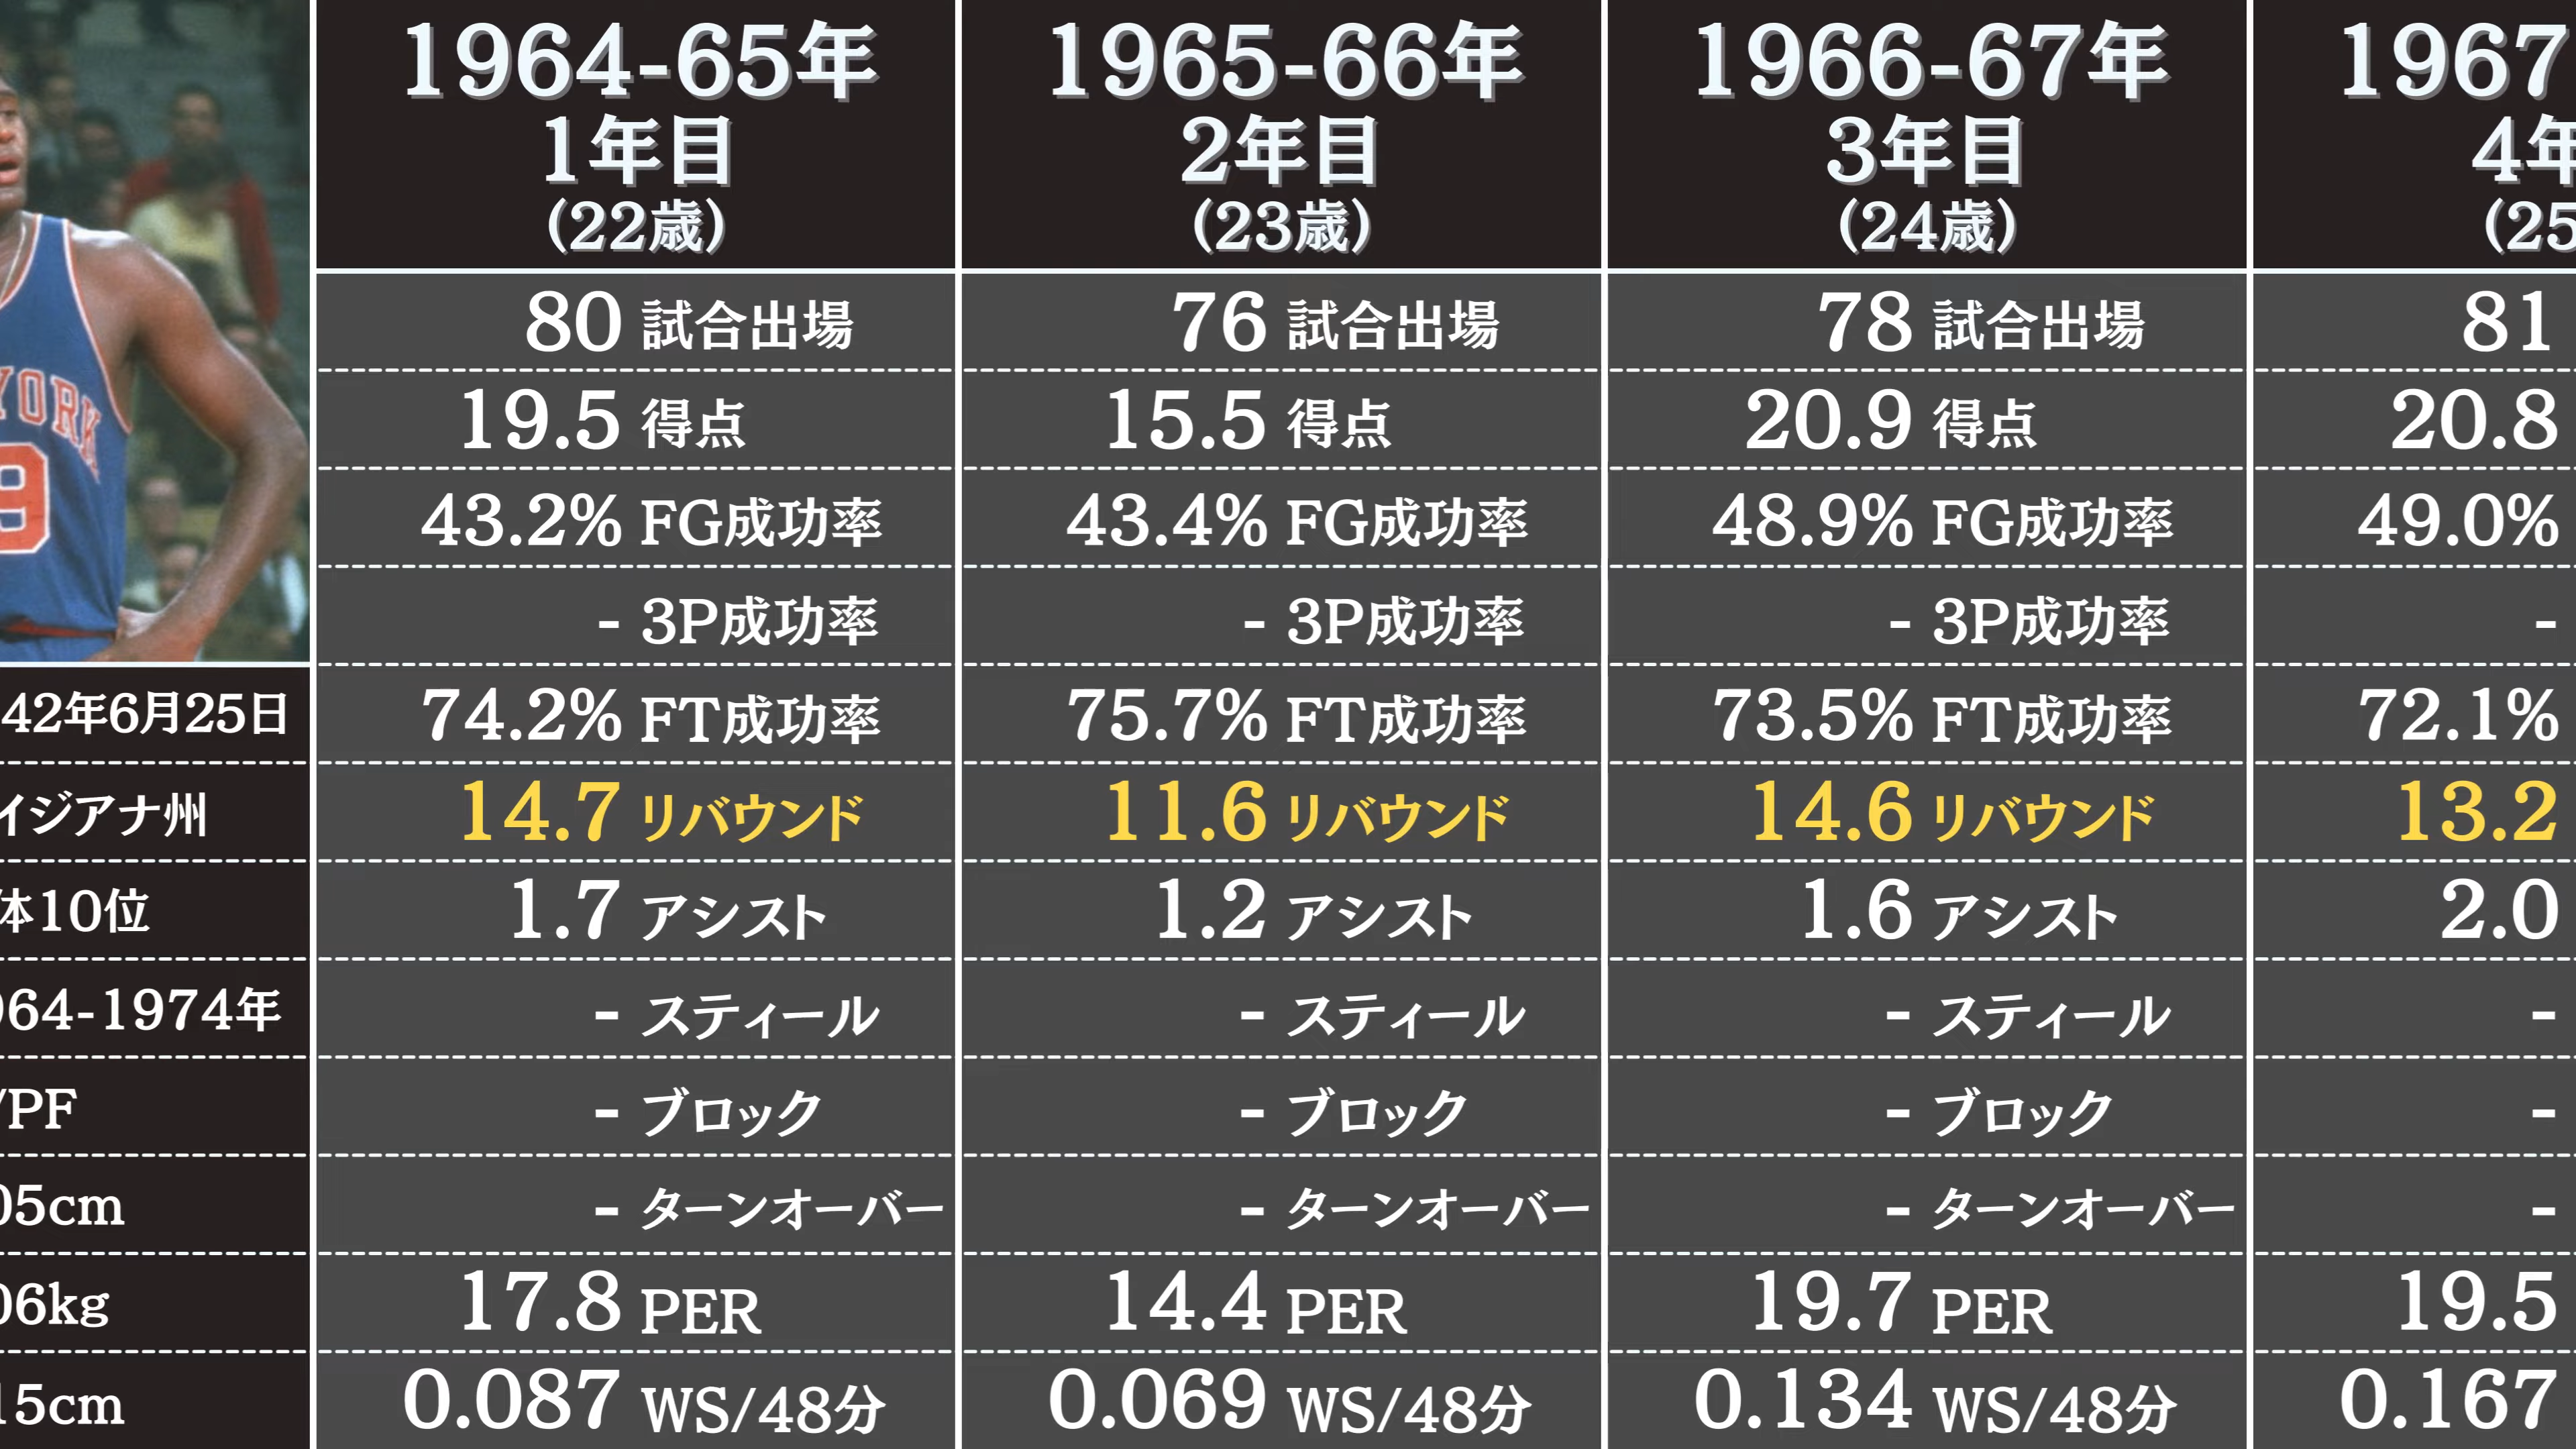 YORK
9
42年6月25日
イジアナ州
体10位
964-1974年
/PF
05cm
06kg
15cm
1964-65年
1年目
(22歳)
80 試合出場
19.5 得点
43.2% FG成功率
- 3P成功率
74.2% FT成功率
14.7 リバウンド
1.7 アシスト
- スティール
- ブロック
- ターンオーバー
17.8 PER
0.087 WS/48分
1965-66年
2年目
(23歳)
76 試合出場
15.5 得点
43.4% FG成功率
- 3P成功率
75.7% FT成功率
11.6 リバウンド
1.2 アシスト
- スティール
- ブロック
- ターンオーバー
14.4 PER
0.069 WS/48分
1966-67年
3年目
(24歳)
78 試合出場
20.9 得点
48.9% FG成功率
- 3P成功率
73.5% FT成功率
14.6 リバウンド
1.6 アシスト
- スティール
- ブロック
- ターンオーバー
19.7 PER
0.134 WS/48分
1967
4年
(25
81
20.8
49.0%
-
72.1%
13.2
2.0
-
-
-
19.5
0.167